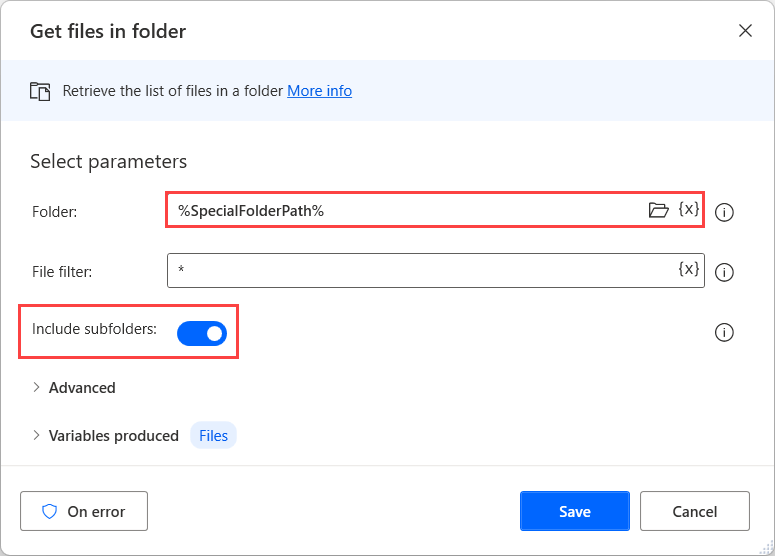 Get files in folder
Retrieve the list of files in a folder More info
Select parameters
Folder: %SpecialFolderPath% {x}
File filter: * {x}
Include subfolders:
Advanced
Variables produced Files
On error Save Cancel